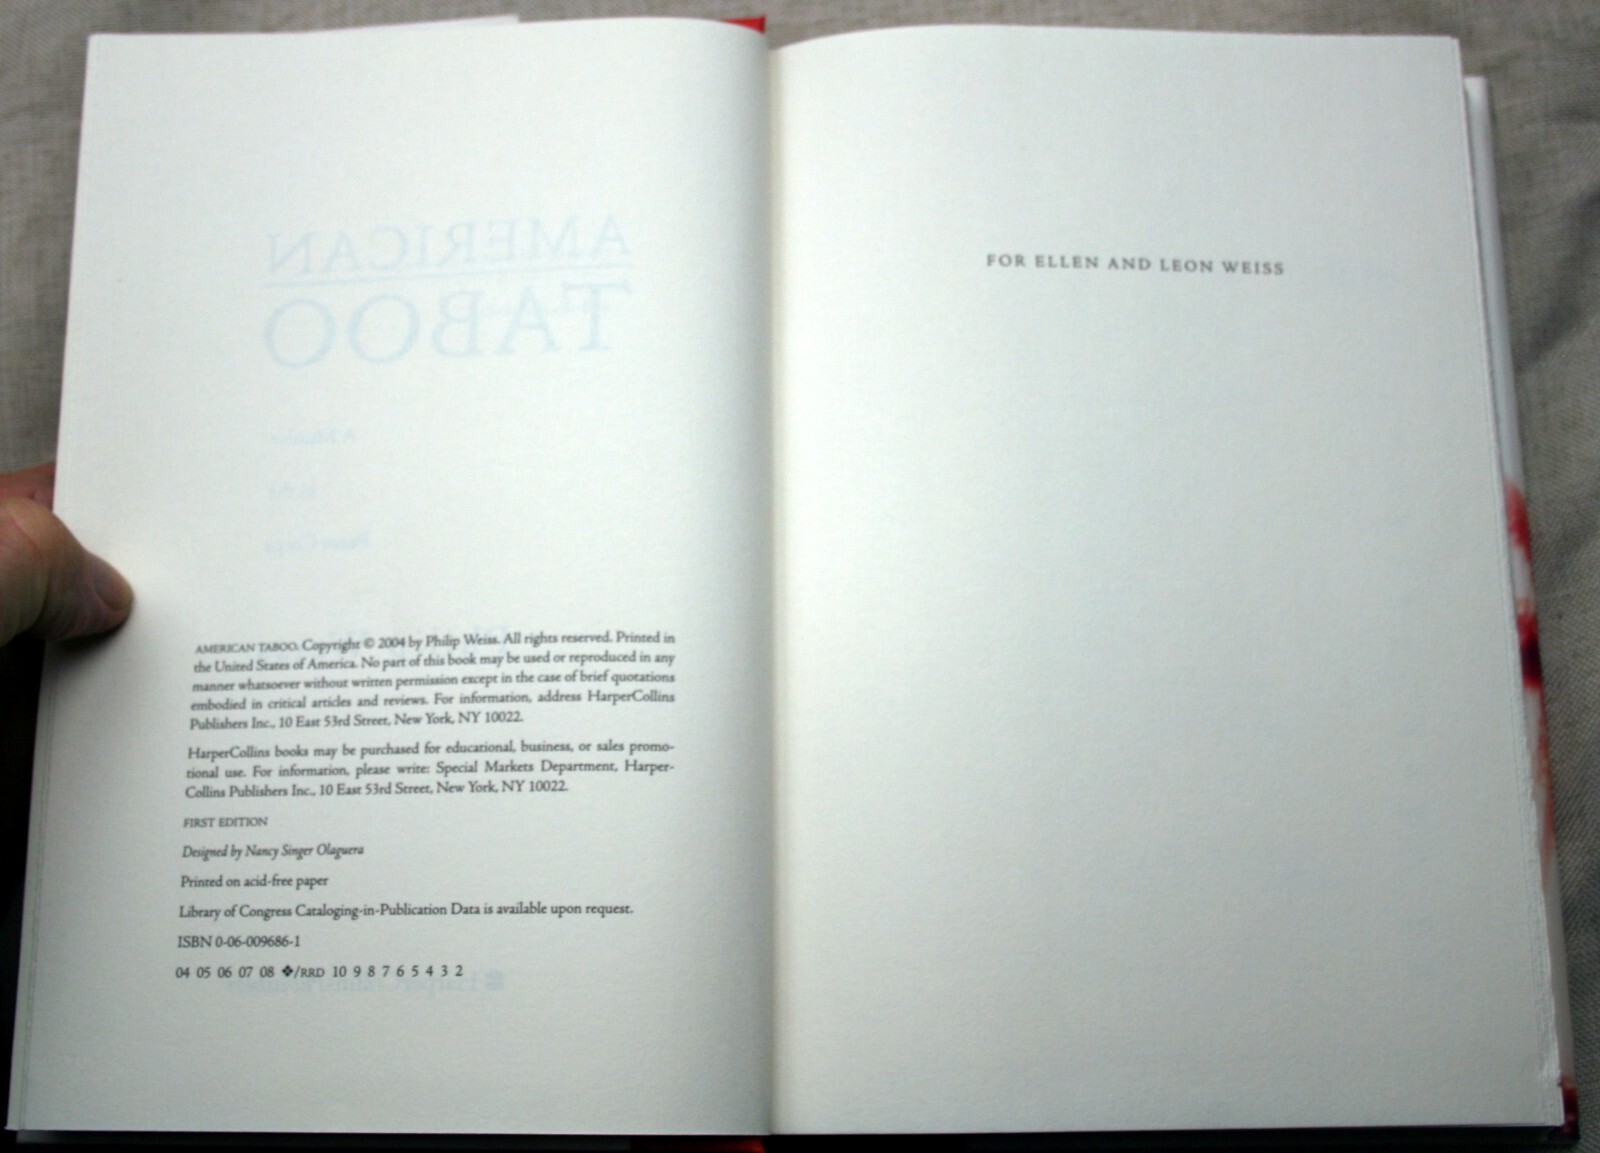 AMERICAN
TABOO
A Murder
in the
Peace Corps
AMERICAN TABOO. Copyright © 2004 by Philip Weiss. All rights reserved. Printed in
the United States of America. No part of this book may be used or reproduced in any
manner whatsoever without written permission except in the case of brief quotations
embodied in critical articles and reviews. For information, address HarperCollins
Publishers Inc., 10 East 53rd Street, New York, NY 10022.
HarperCollins books may be purchased for educational, business, or sales promo-
tional use. For information, please write: Special Markets Department, Harper-
Collins Publishers Inc., 10 East 53rd Street, New York, NY 10022.
FIRST EDITION
Designed by Nancy Singer Olaguera
Printed on acid-free paper
Library of Congress Cataloging-in-Publication Data is available upon request.
ISBN 0-06-009686-1
04 05 06 07 08 ❖/RRD 10 9 8 7 6 5 4 3 2
FOR ELLEN AND LEON WEISS